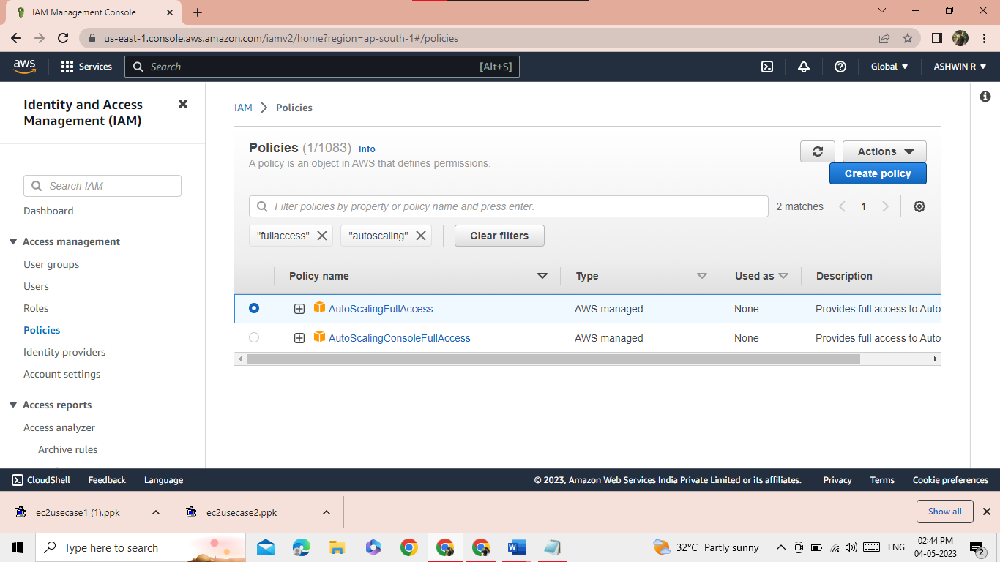 IAM Management Console
us-east-1.console.aws.amazon.com/iamv2/home?region=ap-south-1#/policies
aws Services Search [Alt+S] Global ASHWIN R
Identity and Access
Management (IAM)
Search IAM
Dashboard
Access management
User groups
Users
Roles
Policies
Identity providers
Account settings
Access reports
Access analyzer
Archive rules
IAM > Policies
Policies (1/1083) Info
A policy is an object in AWS that defines permissions.
Actions
Create policy
Filter policies by property or policy name and press enter. 2 matches 1
"fullaccess" "autoscaling" Clear filters
Policy name Type Used as Description
AutoScalingFullAccess AWS managed None Provides full access to Auto
AutoScalingConsoleFullAccess AWS managed None Provides full access to Auto
CloudShell Feedback Language © 2023, Amazon Web Services India Private Limited or its affiliates. Privacy Terms Cookie preferences
ec2usecase1 (1).ppk ec2usecase2.ppk Show all
Type here to search 32°C Partly sunny ENG 02:44 PM
04-05-2023 2